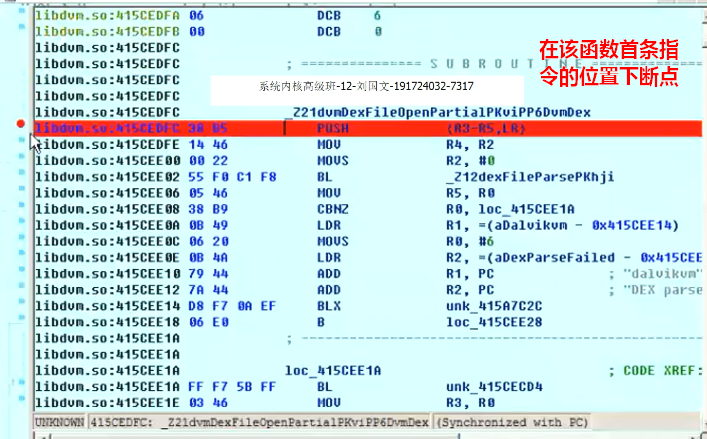 libdvm.so:415CEDFA 06 DCB 6
libdvm.so:415CEDFB 00 DCB 0
libdvm.so:415CEDFC
libdvm.so:415CEDFC ; =============== S U B R O U T I N E
在该函数首条指
令的位置下断点
libdvm.so:415CEDFC
系统内核高级班-12-刘国文-191724032-7317
libdvm.so:415CEDFC
libdvm.so:415CEDFC _Z21dvmDexFileOpenPartialPKviPP6DvmDex
libdvm.so:415CEDFC 38 B5 PUSH {R3-R5,LR}
libdvm.so:415CEDFE 14 46 MOV R4, R2
libdvm.so:415CEE00 00 22 MOVS R2, #0
libdvm.so:415CEE02 55 F0 C1 F8 BL _Z12dexFileParsePKhji
libdvm.so:415CEE06 05 46 MOV R5, R0
libdvm.so:415CEE08 38 B9 CBNZ R0, loc_415CEE1A
libdvm.so:415CEE0A 0B 49 LDR R1, =(aDalvikvm - 0x415CEE14)
libdvm.so:415CEE0C 06 20 MOVS R0, #6
libdvm.so:415CEE0E 0B 4A LDR R2, =(aDexParseFailed - 0x415CEE
libdvm.so:415CEE10 79 44 ADD R1, PC ; "dalvikvm"
libdvm.so:415CEE12 7A 44 ADD R2, PC ; "DEX parse
libdvm.so:415CEE14 D8 F7 0A EF BLX unk_415A7C2C
libdvm.so:415CEE18 06 E0 B loc_415CEE28
libdvm.so:415CEE1A ; ---------------------------------------------------------------
libdvm.so:415CEE1A
libdvm.so:415CEE1A loc_415CEE1A ; CODE XREF:
libdvm.so:415CEE1A FF F7 5B FF BL unk_415CECD4
libdvm.so:415CEE1E 03 46 MOV R3, R0
UNKNOWN 415CEDFC: _Z21dvmDexFileOpenPartialPKviPP6DvmDex (Synchronized with PC)